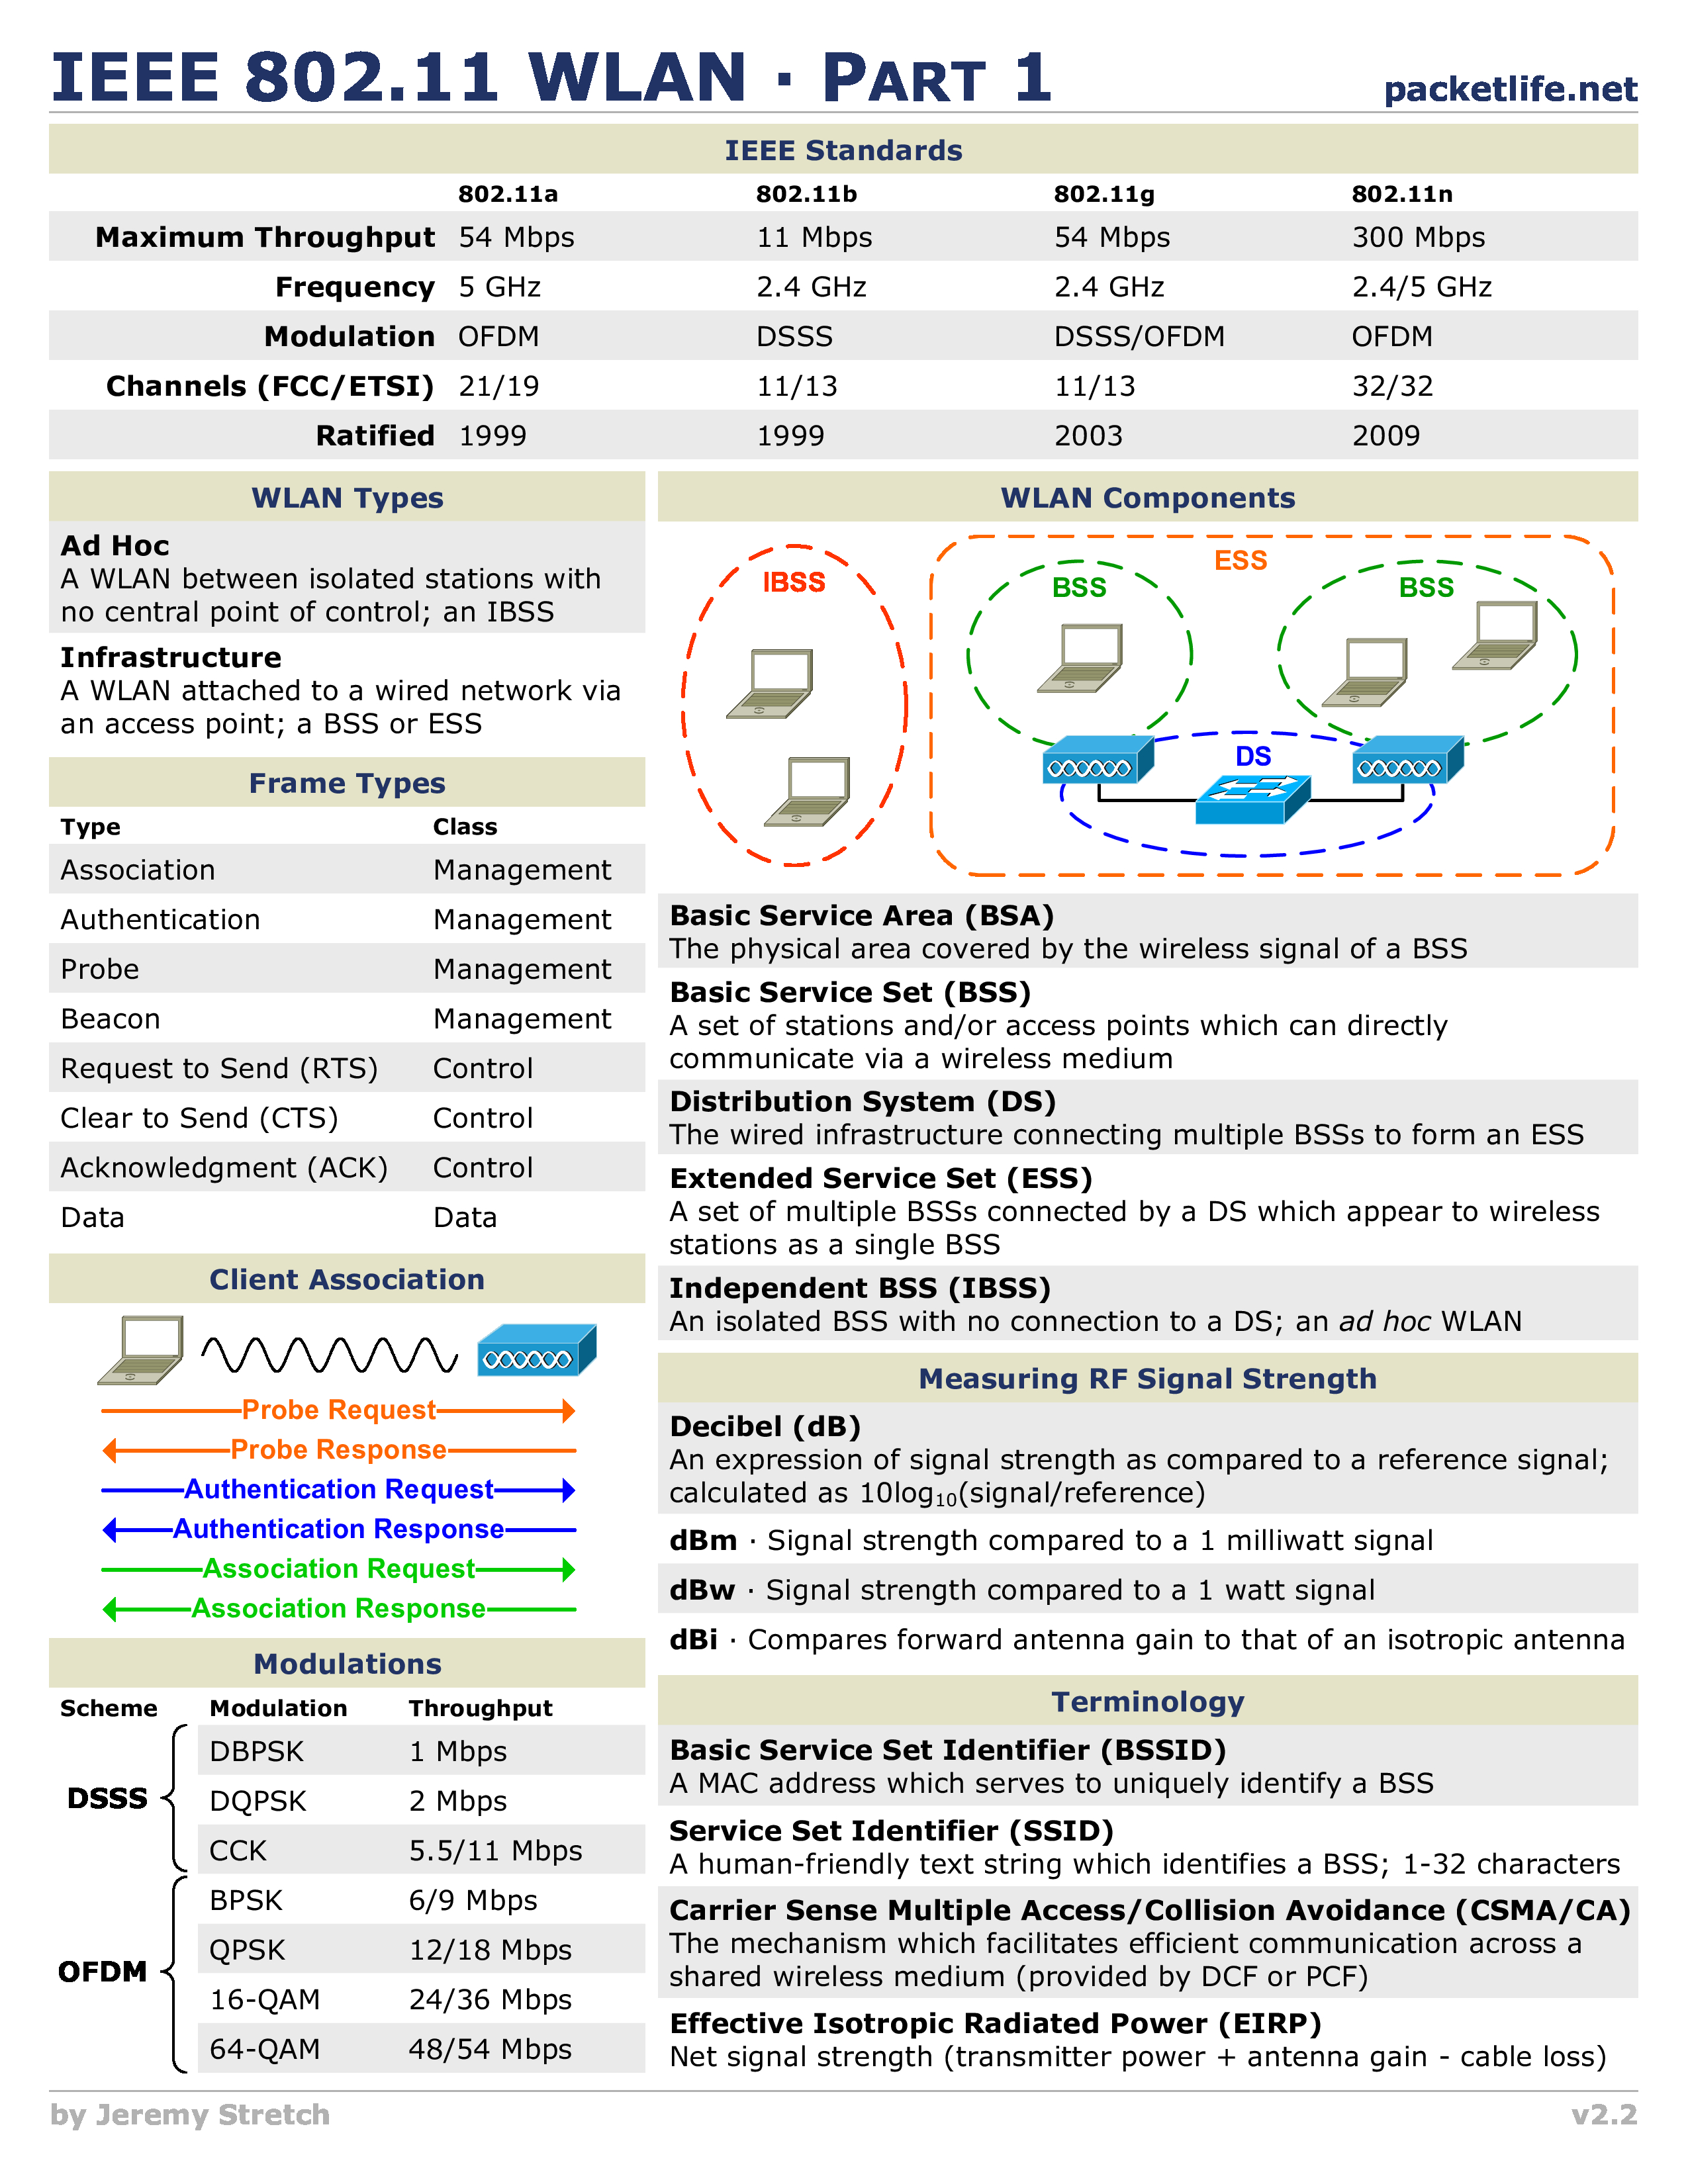 IEEE 802.11 WLAN · PART 1
packetlife.net
IEEE Standards
802.11a 802.11b 802.11g 802.11n
Maximum Throughput 54 Mbps 11 Mbps 54 Mbps 300 Mbps
Frequency 5 GHz 2.4 GHz 2.4 GHz 2.4/5 GHz
Modulation OFDM DSSS DSSS/OFDM OFDM
Channels (FCC/ETSI) 21/19 11/13 11/13 32/32
Ratified 1999 1999 2003 2009
WLAN Types
Ad Hoc
A WLAN between isolated stations with
no central point of control; an IBSS
Infrastructure
A WLAN attached to a wired network via
an access point; a BSS or ESS
Frame Types
Type Class
Association Management
Authentication Management
Probe Management
Beacon Management
Request to Send (RTS) Control
Clear to Send (CTS) Control
Acknowledgment (ACK) Control
Data Data
Client Association
Probe Request
Probe Response
Authentication Request
Authentication Response
Association Request
Association Response
Modulations
Scheme Modulation Throughput
DSSS
DBPSK 1 Mbps
DQPSK 2 Mbps
CCK 5.5/11 Mbps
OFDM
BPSK 6/9 Mbps
QPSK 12/18 Mbps
16-QAM 24/36 Mbps
64-QAM 48/54 Mbps
WLAN Components
IBSS
ESS
BSS
BSS
DS
Basic Service Area (BSA)
The physical area covered by the wireless signal of a BSS
Basic Service Set (BSS)
A set of stations and/or access points which can directly
communicate via a wireless medium
Distribution System (DS)
The wired infrastructure connecting multiple BSSs to form an ESS
Extended Service Set (ESS)
A set of multiple BSSs connected by a DS which appear to wireless
stations as a single BSS
Independent BSS (IBSS)
An isolated BSS with no connection to a DS; an ad hoc WLAN
Measuring RF Signal Strength
Decibel (dB)
An expression of signal strength as compared to a reference signal;
calculated as 10log10(signal/reference)
dBm · Signal strength compared to a 1 milliwatt signal
dBw · Signal strength compared to a 1 watt signal
dBi · Compares forward antenna gain to that of an isotropic antenna
Terminology
Basic Service Set Identifier (BSSID)
A MAC address which serves to uniquely identify a BSS
Service Set Identifier (SSID)
A human-friendly text string which identifies a BSS; 1-32 characters
Carrier Sense Multiple Access/Collision Avoidance (CSMA/CA)
The mechanism which facilitates efficient communication across a
shared wireless medium (provided by DCF or PCF)
Effective Isotropic Radiated Power (EIRP)
Net signal strength (transmitter power + antenna gain - cable loss)
by Jeremy Stretch
v2.2